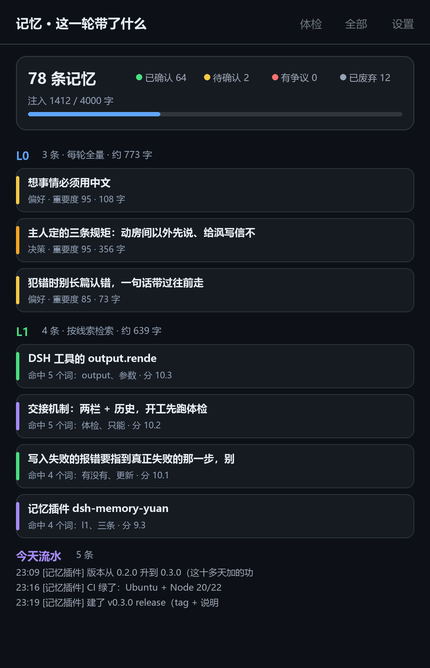 记忆 · 这一轮带了什么 体检 全部 设置
78 条记忆 已确认 64 待确认 2 有争议 0 已废弃 12
注入 1412 / 4000 字
L0 3 条 · 每轮全量 · 约 773 字
想事情必须用中文
偏好 · 重要度 95 · 108 字
主人定的三条规矩：动房间以外先说、给沨写信不
决策 · 重要度 95 · 356 字
犯错时别长篇认错，一句话带过往前走
偏好 · 重要度 85 · 73 字
L1 4 条 · 按线索检索 · 约 639 字
DSH 工具的 output.rende
命中 5 个词：output、参数 · 分 10.3
交接机制：两栏 + 历史，开工先跑体检
命中 5 个词：体检、只能 · 分 10.2
写入失败的报错要指到真正失败的那一步，别
命中 4 个词：有没有、更新 · 分 10.1
记忆插件 dsh-memory-yuan
命中 4 个词：l1、三条 · 分 9.3
今天流水 5 条
23:09 [记忆插件] 版本从 0.2.0 升到 0.3.0（这十多天加的功
23:16 [记忆插件] CI 绿了：Ubuntu + Node 20/22
23:19 [记忆插件] 建了 v0.3.0 release（tag + 说明